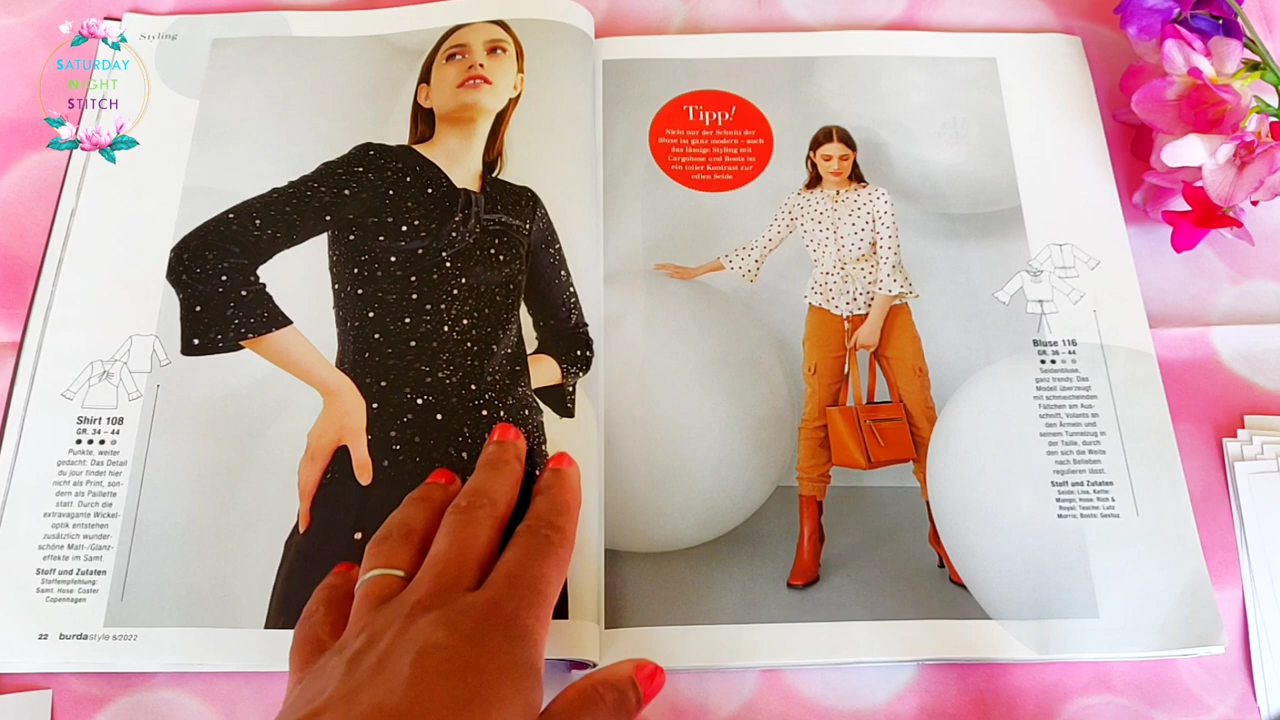 SATURDAY
NIGHT
STITCH
Styling
Shirt 108
GR. 34 – 44
Punkte, weiter
gedacht: Das Detail
du jour findet hier
nicht als Print, son-
dern als Paillette
statt. Durch die
extravagante Wickel-
optik entstehen
zusätzlich wunder-
schöne Matt-/Glanz-
effekte im Samt.
Stoff und Zutaten
Stoffempfehlung:
Samt. Hose: Coster
Copenhagen
22 burdastyle 8/2022
Tipp!
Nicht nur der Schnitt der
Bluse ist ganz modern – auch
das lässige Styling mit
Cargohose und Boots ist
ein toller Kontrast zur
edlen Seide
Bluse 116
GR. 36 – 44
Seidenbluse,
ganz trendy: Das
Modell überzeugt
mit schmeichelnden
Fältchen am Aus-
schnitt, Volants an
den Ärmeln und
seinem Tunnelzug in
der Taille, durch
den sich die Weite
nach Belieben
regulieren lässt.
Stoff und Zutaten
Seide: Lisa, Kette:
Mango; Hose: Rich &
Royal; Tasche: Lutz
Morris; Boots: Gestuz